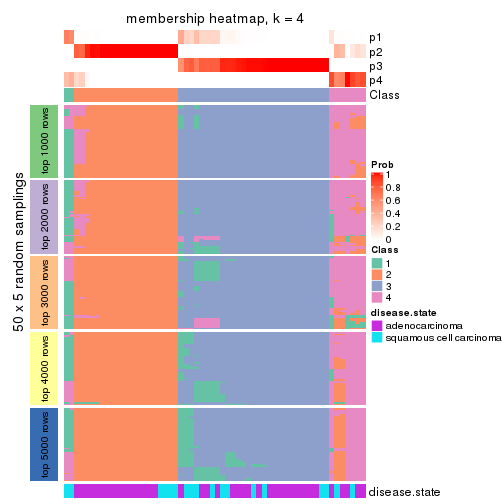 membership heatmap, k = 4
p1
p2
p3
p4
Class
50 x 5 random samplings
top 1000 rows
top 2000 rows
top 3000 rows
top 4000 rows
top 5000 rows
disease.state
Prob
1
0.8
0.6
0.4
0.2
0
Class
1
2
3
4
disease.state
adenocarcinoma
squamous cell carcinoma